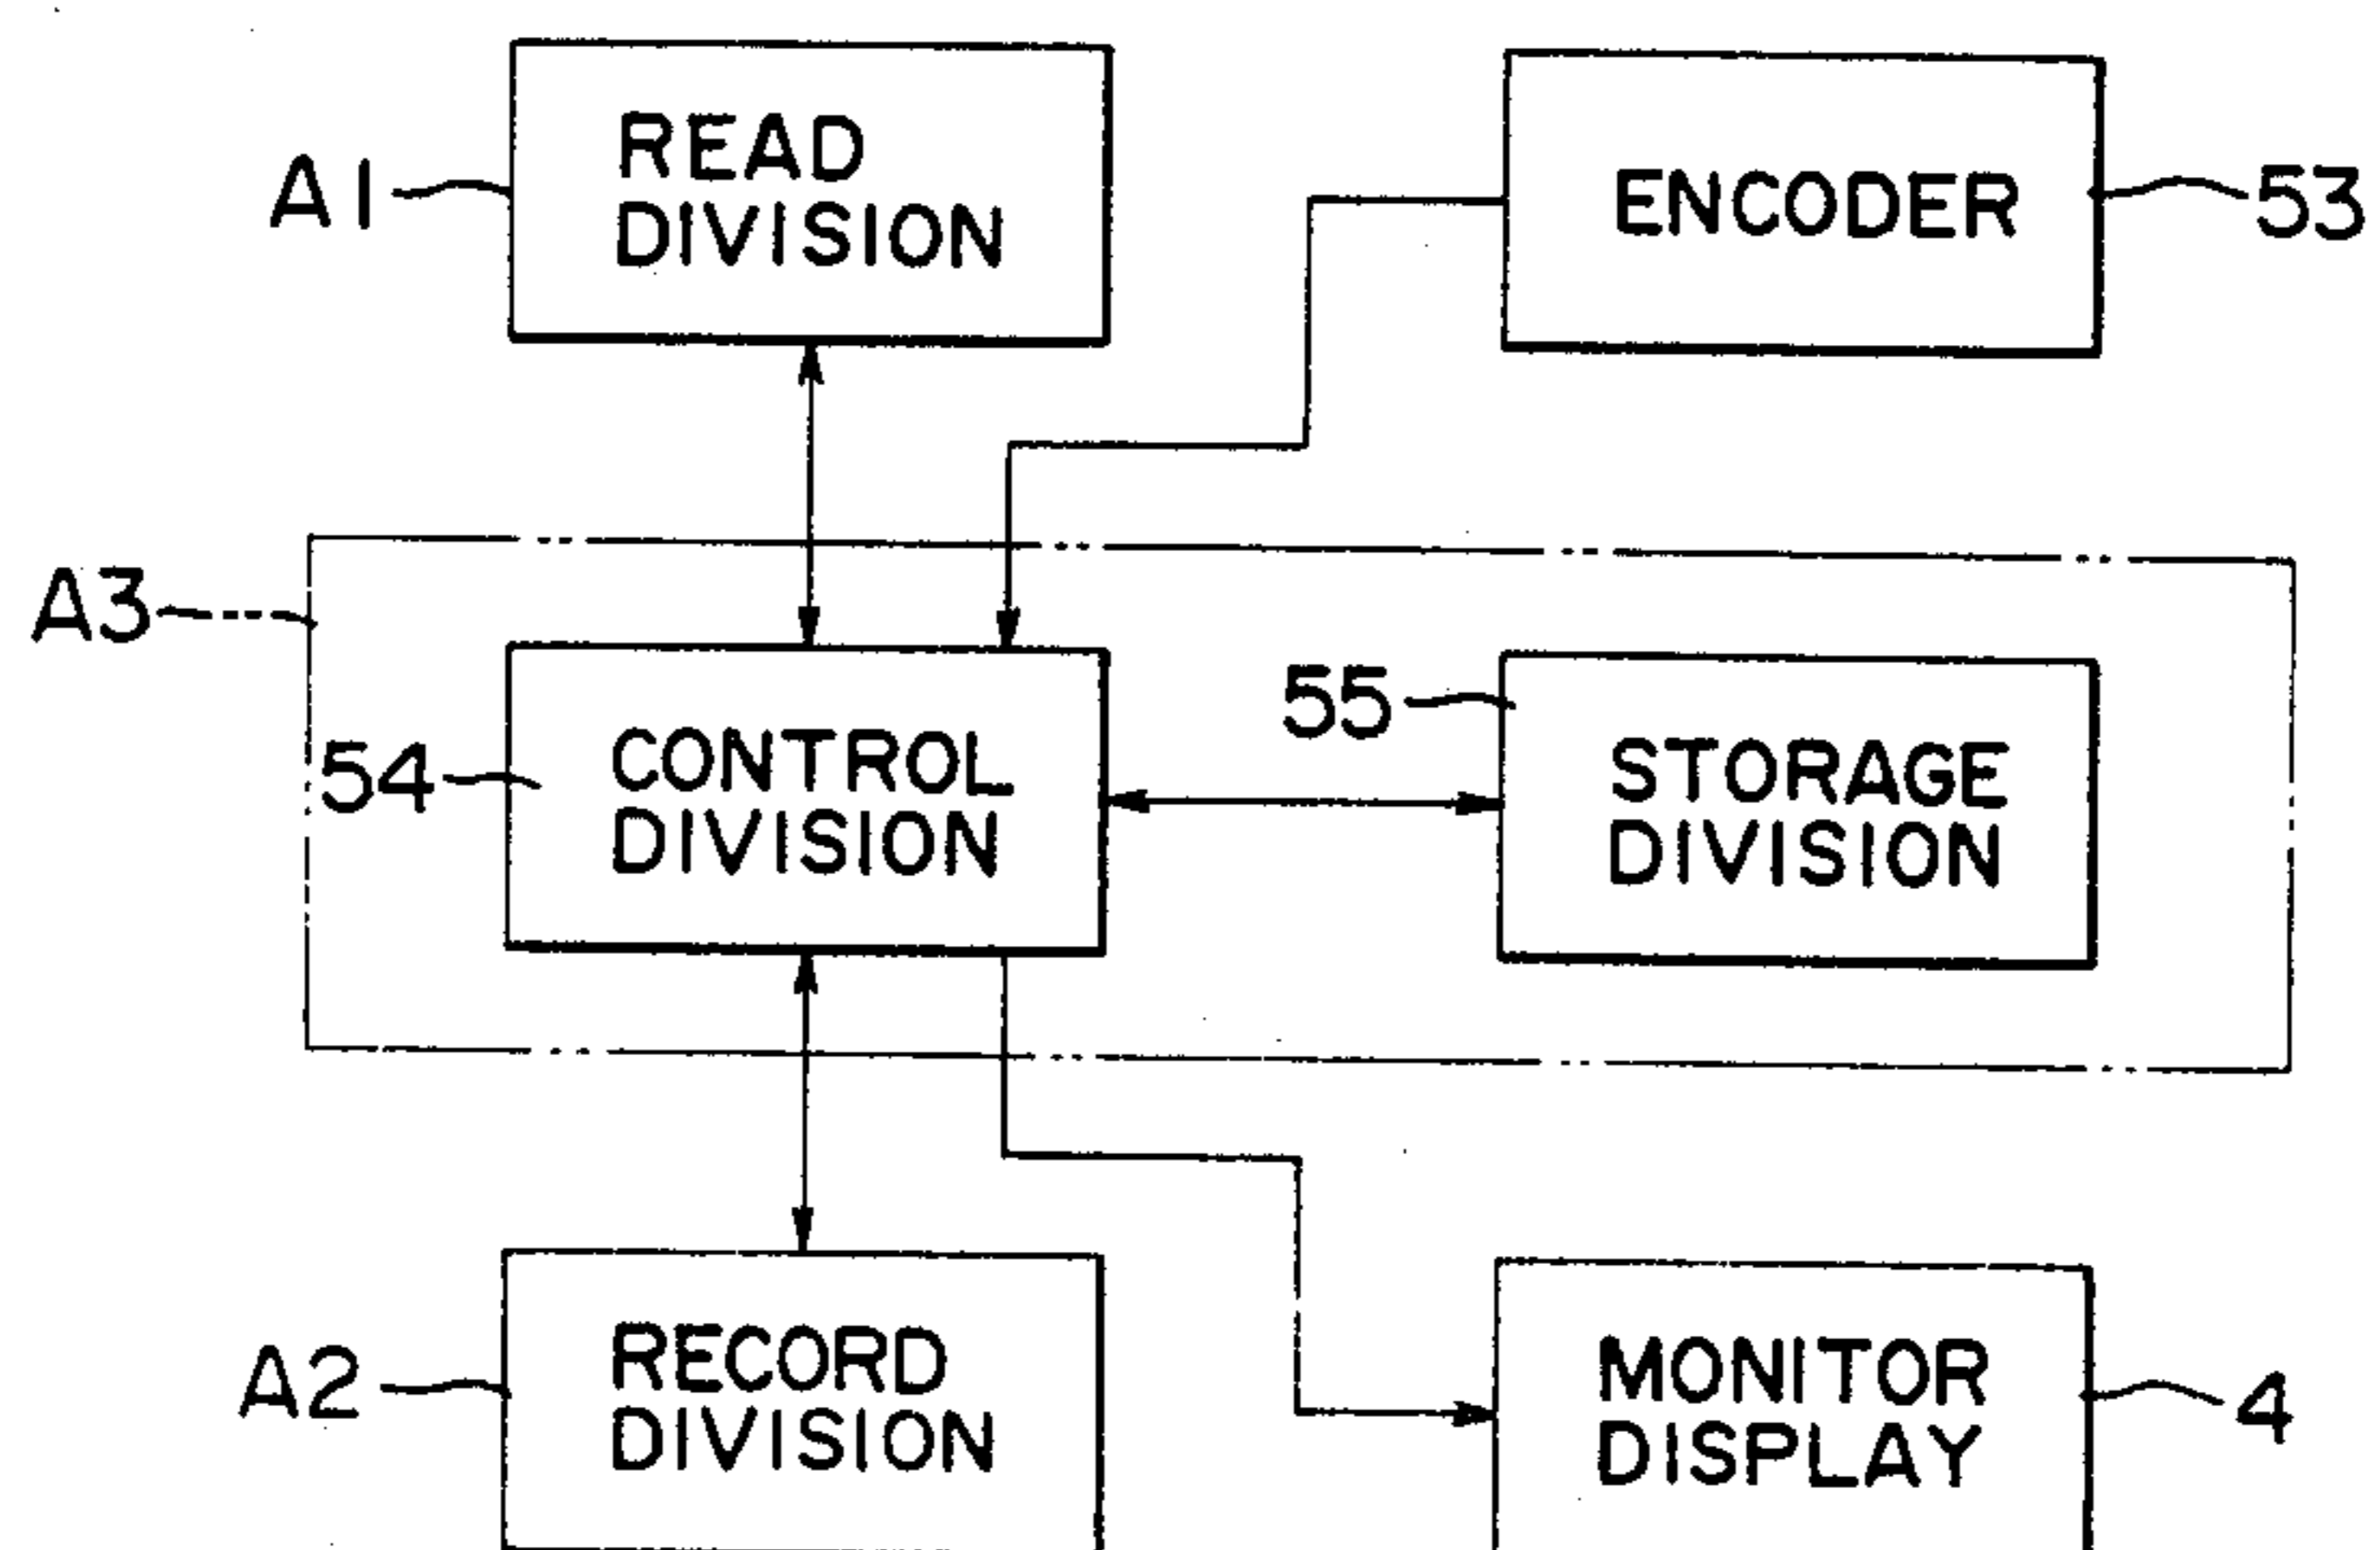 READ
DIVISION
A1
ENCODER
53
A3
CONTROL
DIVISION
54
55
STORAGE
DIVISION
RECORD
DIVISION
A2
MONITOR
DISPLAY
4